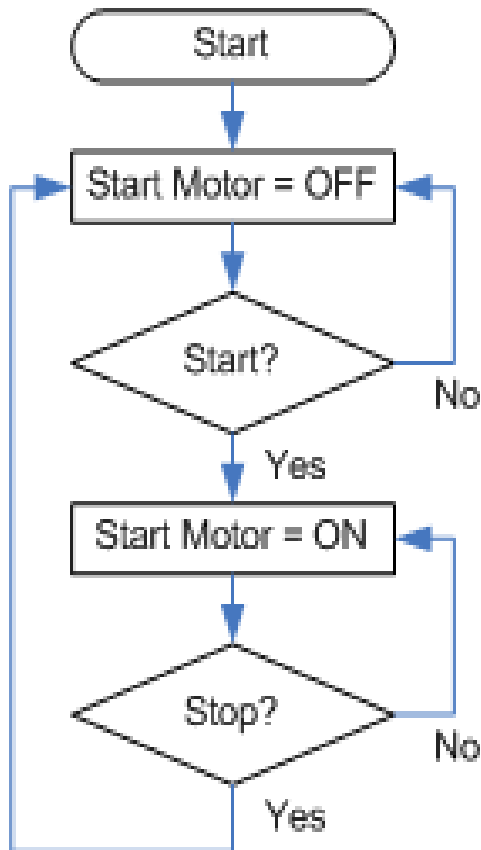 Start
Start Motor = OFF
Start?
No
Yes
Start Motor = ON
Stop?
No
Yes